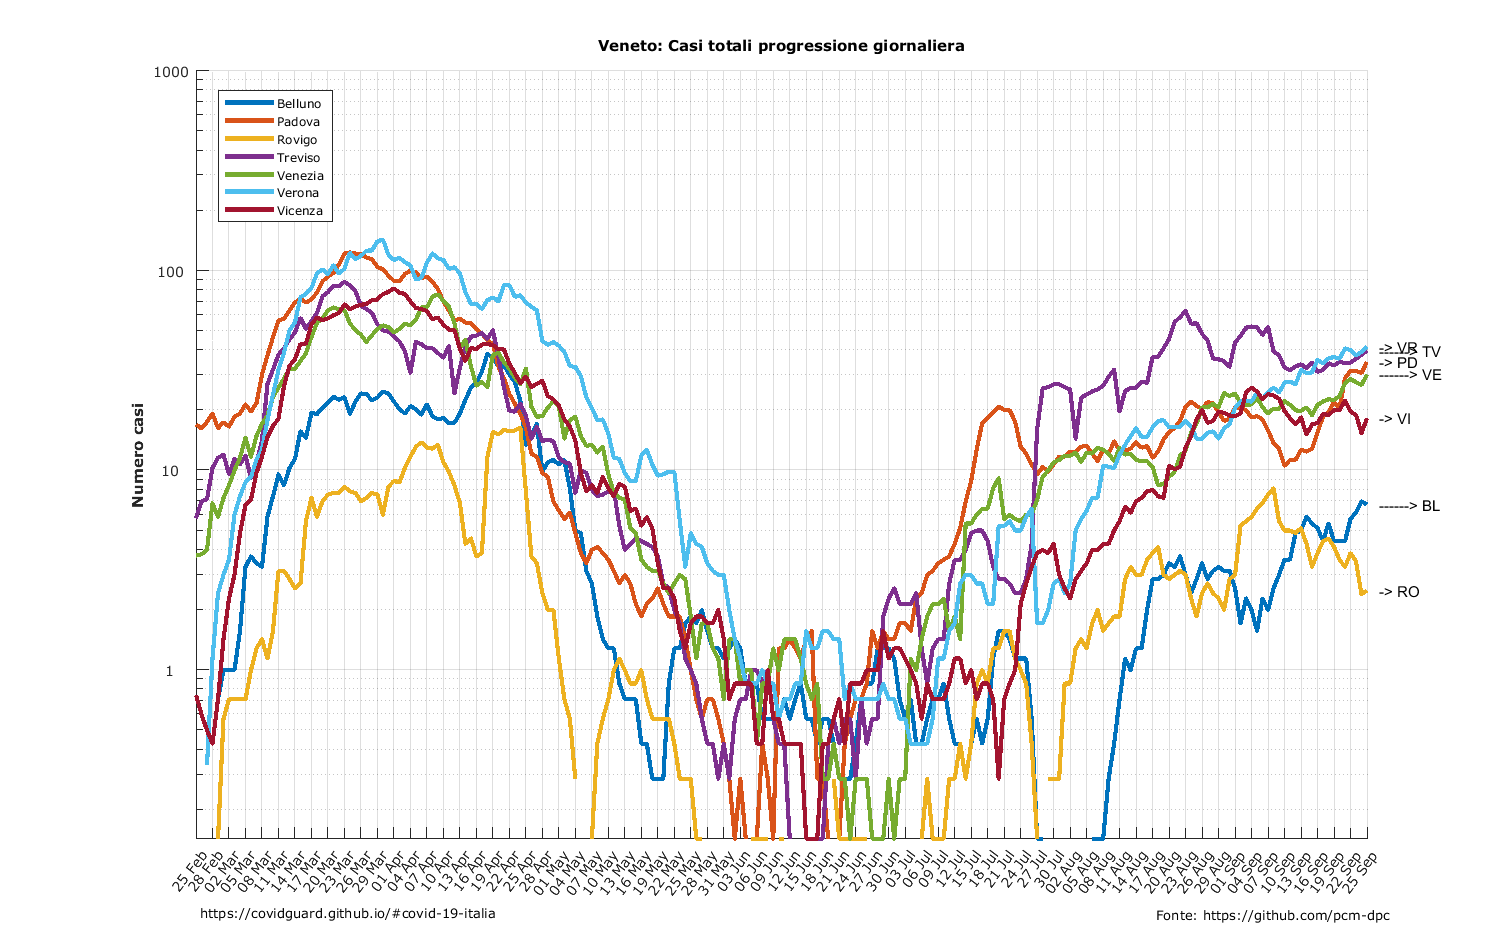 Veneto: Casi totali progressione giornaliera
Numero casi
1000
100
10
1
Belluno
Padova
Rovigo
Treviso
Venezia
Verona
Vicenza
-> VR
------> TV
-> PD
------> VE
-> VI
------> BL
-> RO
25 Feb
28 Feb
02 Mar
05 Mar
08 Mar
11 Mar
14 Mar
17 Mar
20 Mar
23 Mar
26 Mar
29 Mar
01 Apr
04 Apr
07 Apr
10 Apr
13 Apr
16 Apr
19 Apr
22 Apr
25 Apr
28 Apr
01 May
04 May
07 May
10 May
13 May
16 May
19 May
22 May
25 May
28 May
31 May
03 Jun
06 Jun
09 Jun
12 Jun
15 Jun
18 Jun
21 Jun
24 Jun
27 Jun
30 Jun
03 Jul
06 Jul
09 Jul
12 Jul
15 Jul
18 Jul
21 Jul
24 Jul
27 Jul
30 Jul
02 Aug
05 Aug
08 Aug
11 Aug
14 Aug
17 Aug
20 Aug
23 Aug
26 Aug
29 Aug
01 Sep
04 Sep
07 Sep
10 Sep
13 Sep
16 Sep
19 Sep
22 Sep
25 Sep
https://covidguard.github.io/#covid-19-italia
Fonte: https://github.com/pcm-dpc